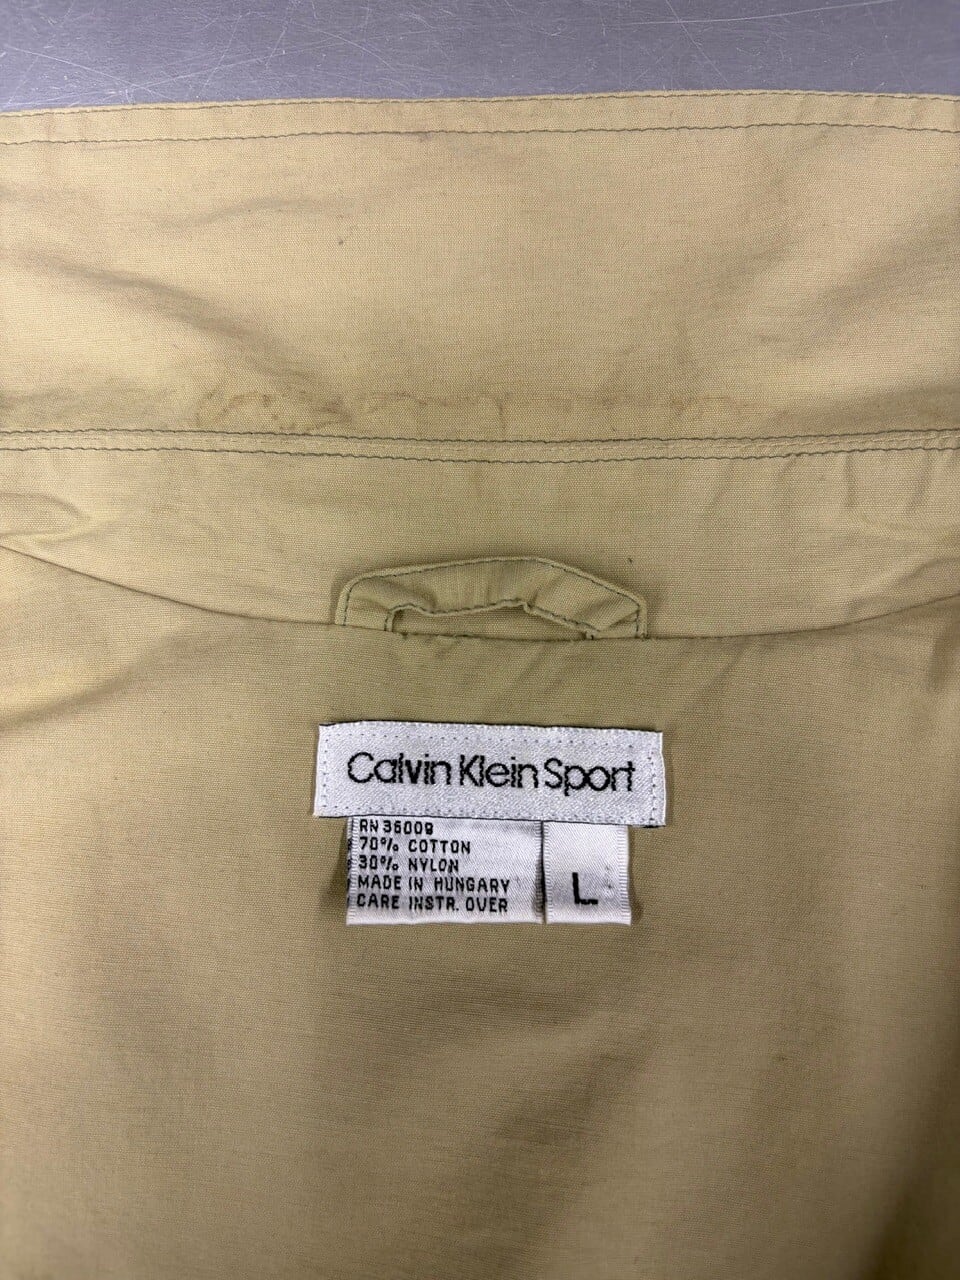 Calvin Klein Sport
RN 36009
70% COTTON
30% NYLON
MADE IN HUNGARY
CARE INSTR. OVER
L